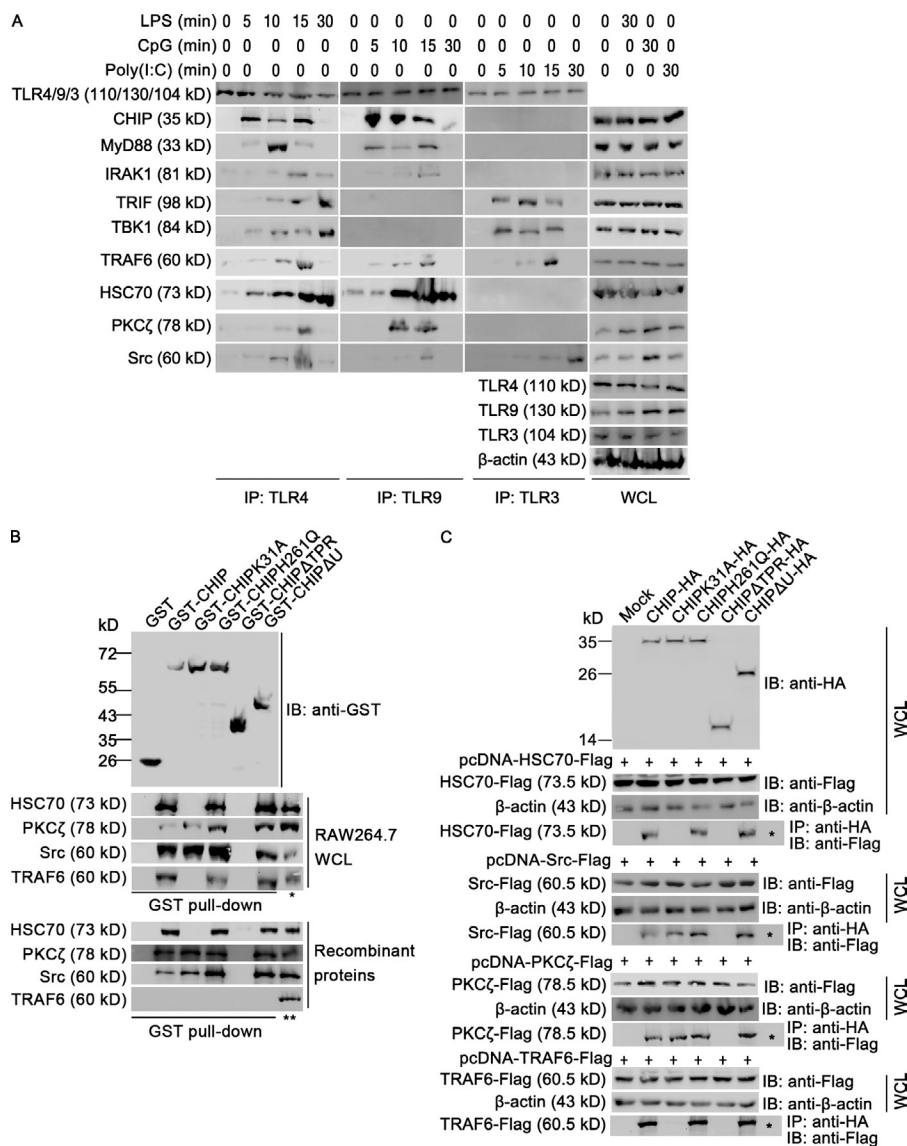 A
LPS (min) 0 5 10 15 30 0 0 0 0 0 0 0 0 0 0 0 30 0 0
CpG (min) 0 0 0 0 0 0 5 10 15 30 0 0 0 0 0 0 0 30 0
Poly(I:C) (min) 0 0 0 0 0 0 0 0 0 0 0 5 10 15 30 0 0 0 30
TLR4/9/3 (110/130/104 kD)
CHIP (35 kD)
MyD88 (33 kD)
IRAK1 (81 kD)
TRIF (98 kD)
TBK1 (84 kD)
TRAF6 (60 kD)
HSC70 (73 kD)
PKCζ (78 kD)
Src (60 kD)
TLR4 (110 kD)
TLR9 (130 kD)
TLR3 (104 kD)
β-actin (43 kD)
IP: TLR4 IP: TLR9 IP: TLR3 WCL
B
GST
GST-CHIP
GST-CHIPK31A
GST-CHIPH261Q
GST-CHIPΔTPR
GST-CHIPΔU
kD
72
55
43
34
26
IB: anti-GST
HSC70 (73 kD)
PKCζ (78 kD)
Src (60 kD)
TRAF6 (60 kD)
RAW264.7
WCL
GST pull-down *
HSC70 (73 kD)
PKCζ (78 kD)
Src (60 kD)
TRAF6 (60 kD)
Recombinant
proteins
GST pull-down **
C
Mock
CHIP-HA
CHIPK31A-HA
CHIPH261Q-HA
CHIPΔTPR-HA
CHIPΔU-HA
kD
35
26
14
IB: anti-HA
WCL
pcDNA-HSC70-Flag + + + + + +
HSC70-Flag (73.5 kD) IB: anti-Flag
β-actin (43 kD) IB: anti-β-actin
HSC70-Flag (73.5 kD) * IP: anti-HA
IB: anti-Flag
pcDNA-Src-Flag + + + + + +
Src-Flag (60.5 kD) IB: anti-Flag
β-actin (43 kD) IB: anti-β-actin
WCL
Src-Flag (60.5 kD) * IP: anti-HA
IB: anti-Flag
pcDNA-PKCζ-Flag + + + + + +
PKCζ-Flag (78.5 kD) IB: anti-Flag
β-actin (43 kD) IB: anti-β-actin
WCL
PKCζ-Flag (78.5 kD) * IP: anti-HA
IB: anti-Flag
pcDNA-TRAF6-Flag + + + + + +
TRAF6-Flag (60.5 kD) IB: anti-Flag
β-actin (43 kD) IB: anti-β-actin
WCL
TRAF6-Flag (60.5 kD) * IP: anti-HA
IB: anti-Flag